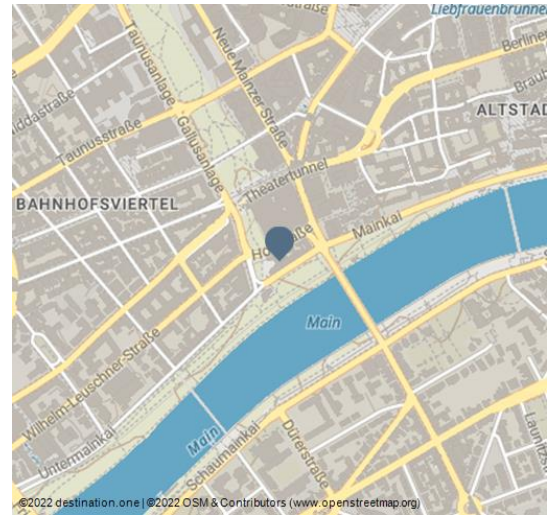 Liebfrauenbrunnen
Berliner
Braub
Neue Mainzer Straße
Taunusanlage
Gallusanlage
ALTSTAD
Taunusstraße
Theatertunnel
BAHNHOFSVIERTEL
Mainkai
Main
Wilhelm-Leuschner-Straße
Untermainkai
Main
Schaumainkai
Dürerstraße
©2022 destination.one | ©2022 OSM & Contributors (www.openstreetmap.org)